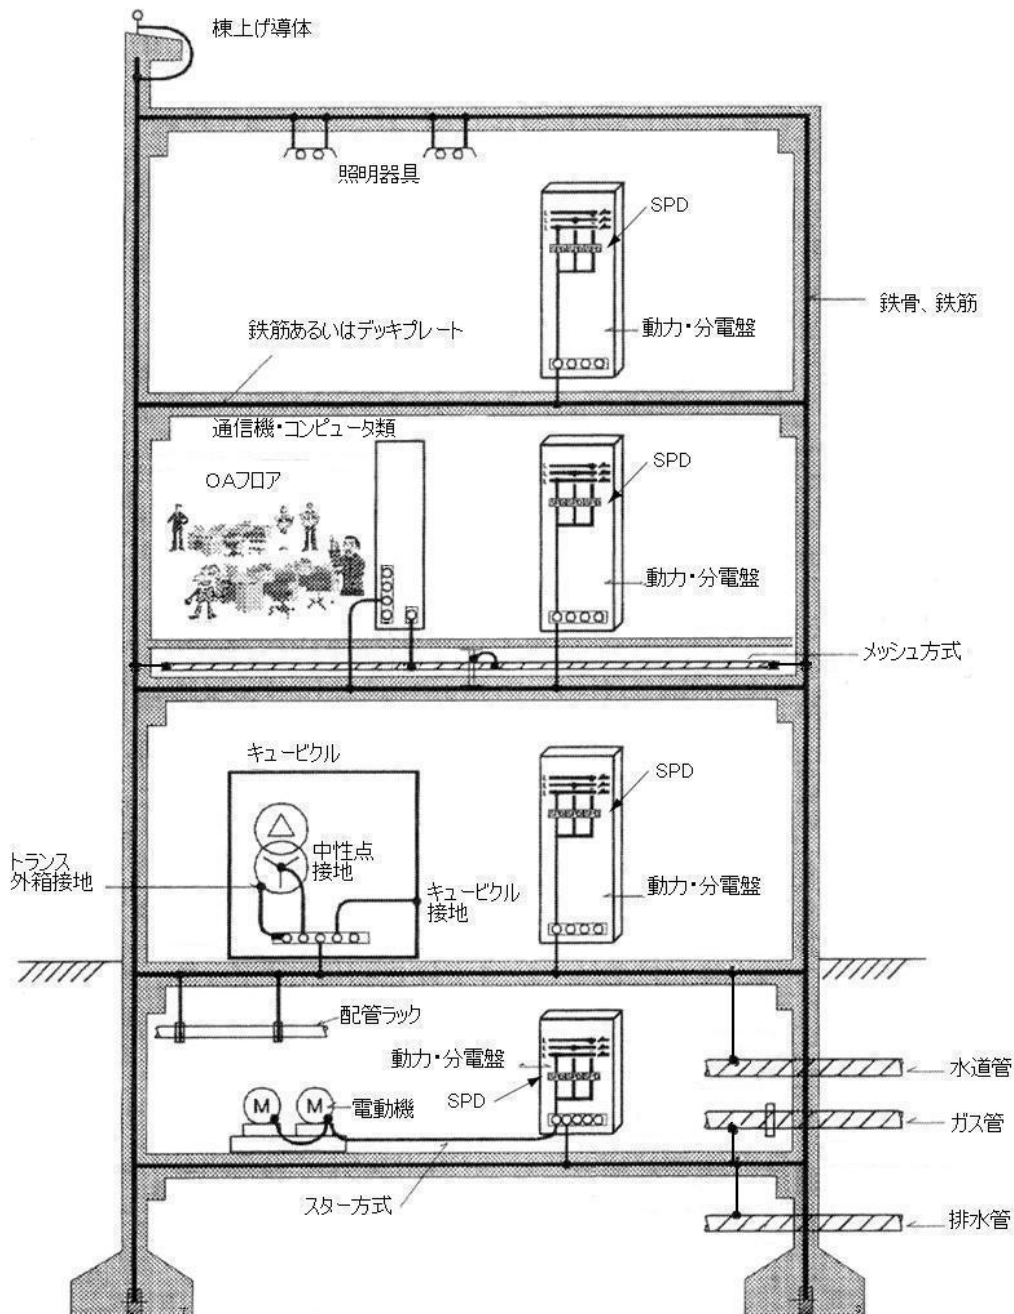 棟上げ導体
照明器具
SPD
鉄骨、鉄筋
動力・分電盤
鉄筋あるいはデッキプレート
通信機・コンピュータ類
SPD
OAフロア
動力・分電盤
メッシュ方式
キュービクル
SPD
中性点
接地
トランス
外箱接地
動力・分電盤
キュービクル
接地
配管ラック
動力・分電盤
水道管
SPD
M
M
電動機
ガス管
スター方式
排水管